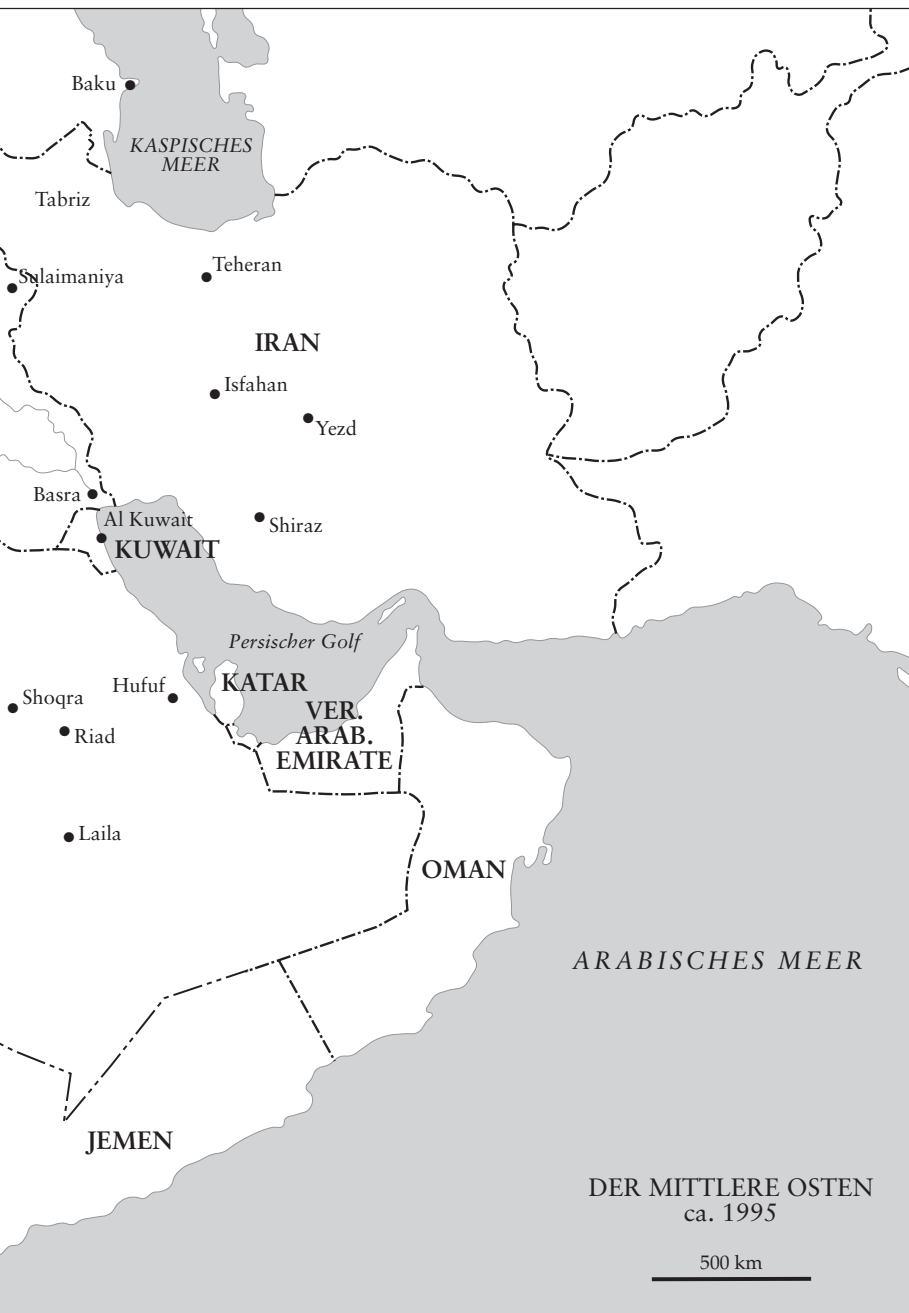 Baku
KASPISCHES
MEER
Tabriz
Teheran
Sulaimaniya
IRAN
Isfahan
Yezd
Basra
Al Kuwait
Shiraz
KUWAIT
Persischer Golf
KATAR
Hufuf
Shoqra
VER.
ARAB.
EMIRATE
Riad
Laila
OMAN
ARABISCHES MEER
JEMEN
DER MITTLERE OSTEN
ca. 1995
500 km